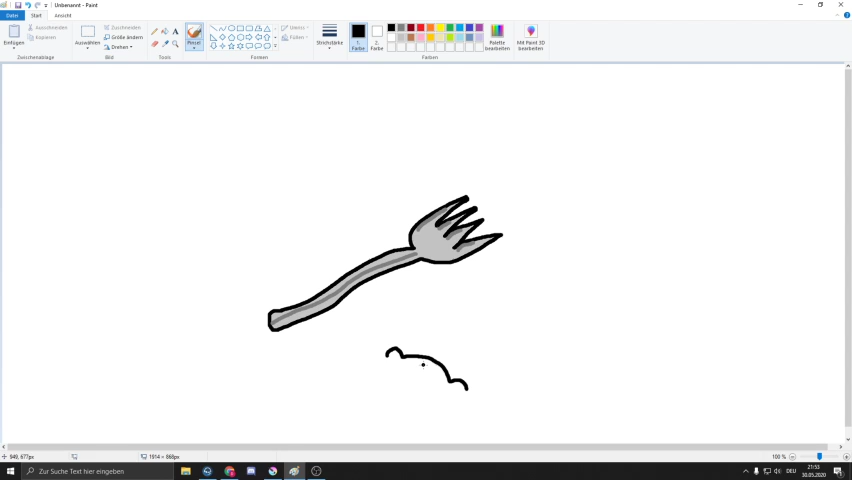 Unbenannt - Paint
Datei Start Ansicht
Einfügen
Ausschneiden
Kopieren
Zwischenablage
Auswählen
Zuschneiden
Größe ändern
Drehen
Bild
Tools
Pinsel
Formen
Umriss
Füllen
Strichstärke
1.
Farbe
2.
Farbe
Palette
bearbeiten
Mit Paint 3D
bearbeiten
Farben
949, 677px
1914 × 868px
100 %
Zur Suche Text hier eingeben
DEU
21:53
30.05.2020